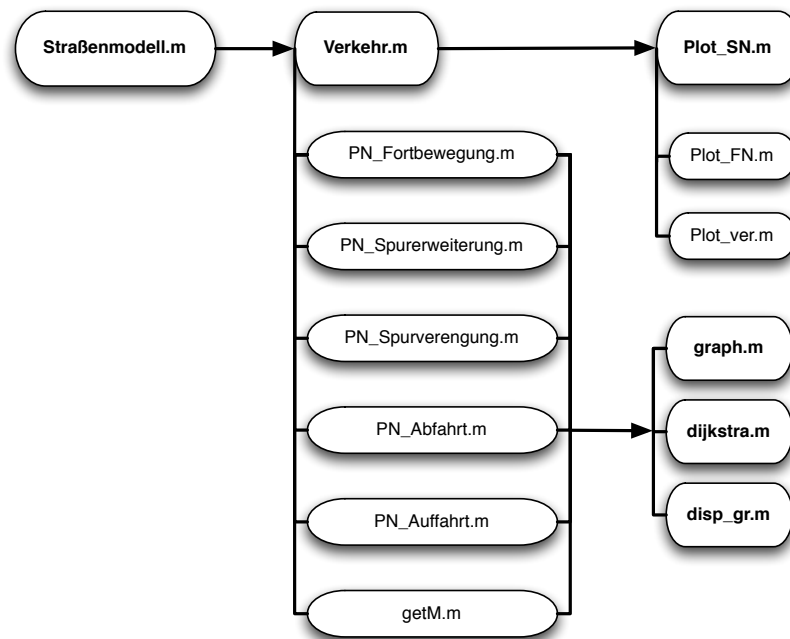 Straßenmodell.m
Verkehr.m
Plot_SN.m
PN_Fortbewegung.m
Plot_FN.m
PN_Spurerweiterung.m
Plot_ver.m
PN_Spurverengung.m
graph.m
PN_Abfahrt.m
dijkstra.m
PN_Auffahrt.m
disp_gr.m
getM.m